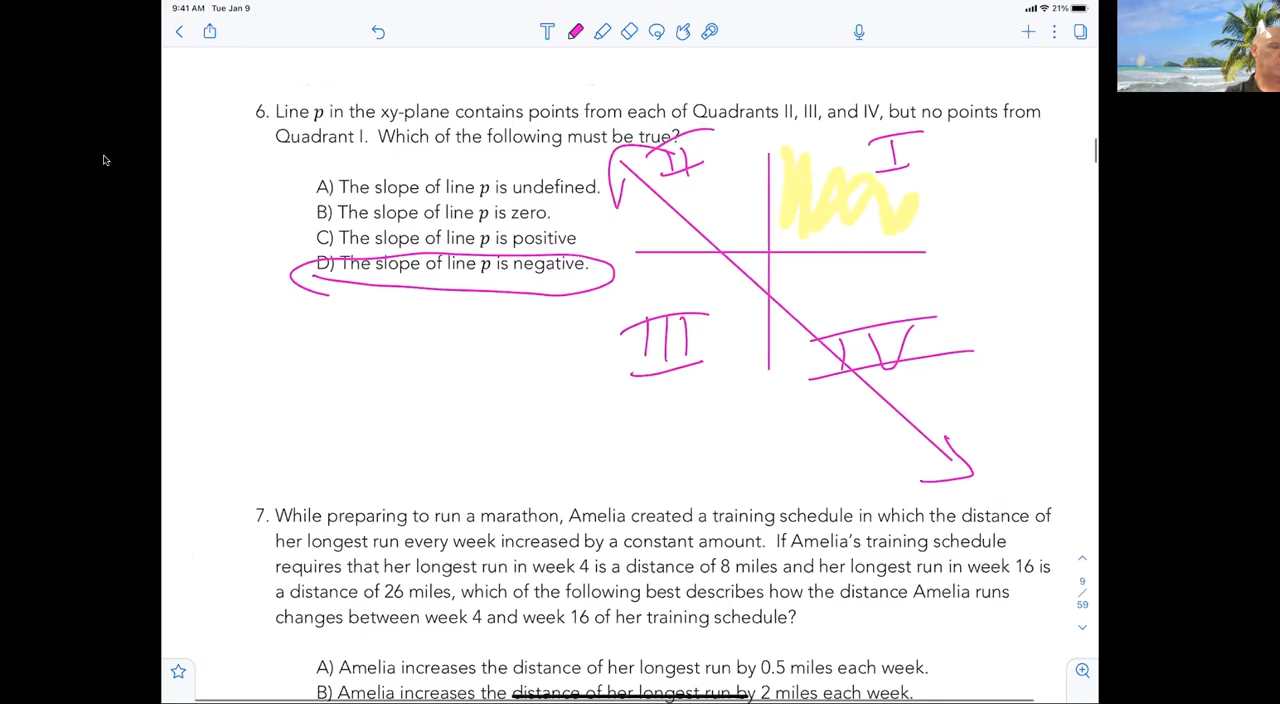 9:41 AM Tue Jan 9
21%
6. Line p in the xy-plane contains points from each of Quadrants II, III, and IV, but no points from
Quadrant I. Which of the following must be true?
II
I
A) The slope of line p is undefined.
B) The slope of line p is zero.
C) The slope of line p is positive
D) The slope of line p is negative.
III
IV
7. While preparing to run a marathon, Amelia created a training schedule in which the distance of
her longest run every week increased by a constant amount. If Amelia's training schedule
requires that her longest run in week 4 is a distance of 8 miles and her longest run in week 16 is
a distance of 26 miles, which of the following best describes how the distance Amelia runs
changes between week 4 and week 16 of her training schedule?
9
/
59
A) Amelia increases the distance of her longest run by 0.5 miles each week.
B) Amelia increases the distance of her longest run by 2 miles each week.